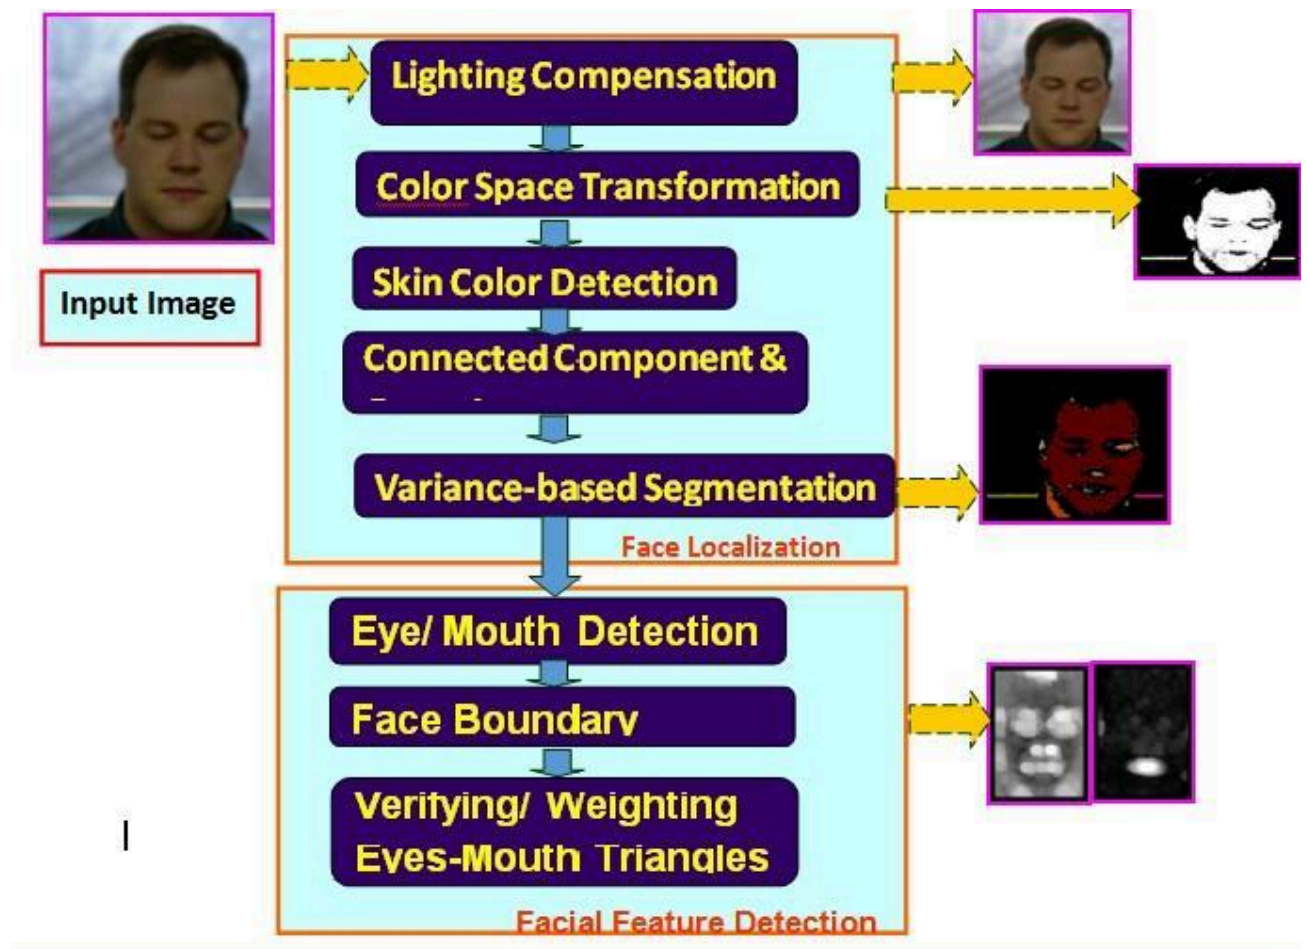 Lighting Compensation
Color Space Transformation
Skin Color Detection
Input Image
Connected Component &
Variance-based Segmentation
Face Localization
Eye/ Mouth Detection
Face Boundary
Verifying/ Weighting
Eyes-Mouth Triangles
Facial Feature Detection